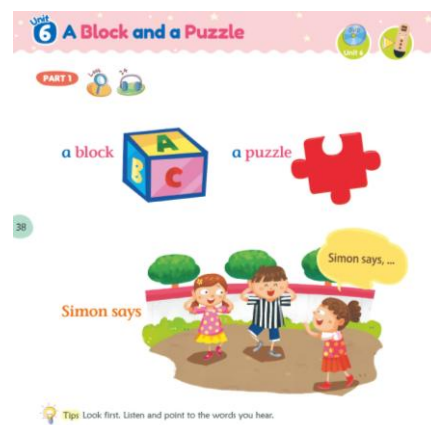 Unit
6 A Block and a Puzzle
Unit 6
PART 1
a block
A
B
C
a puzzle
38
Simon says, ...
Simon says
Tips Look first. Listen and point to the words you hear.